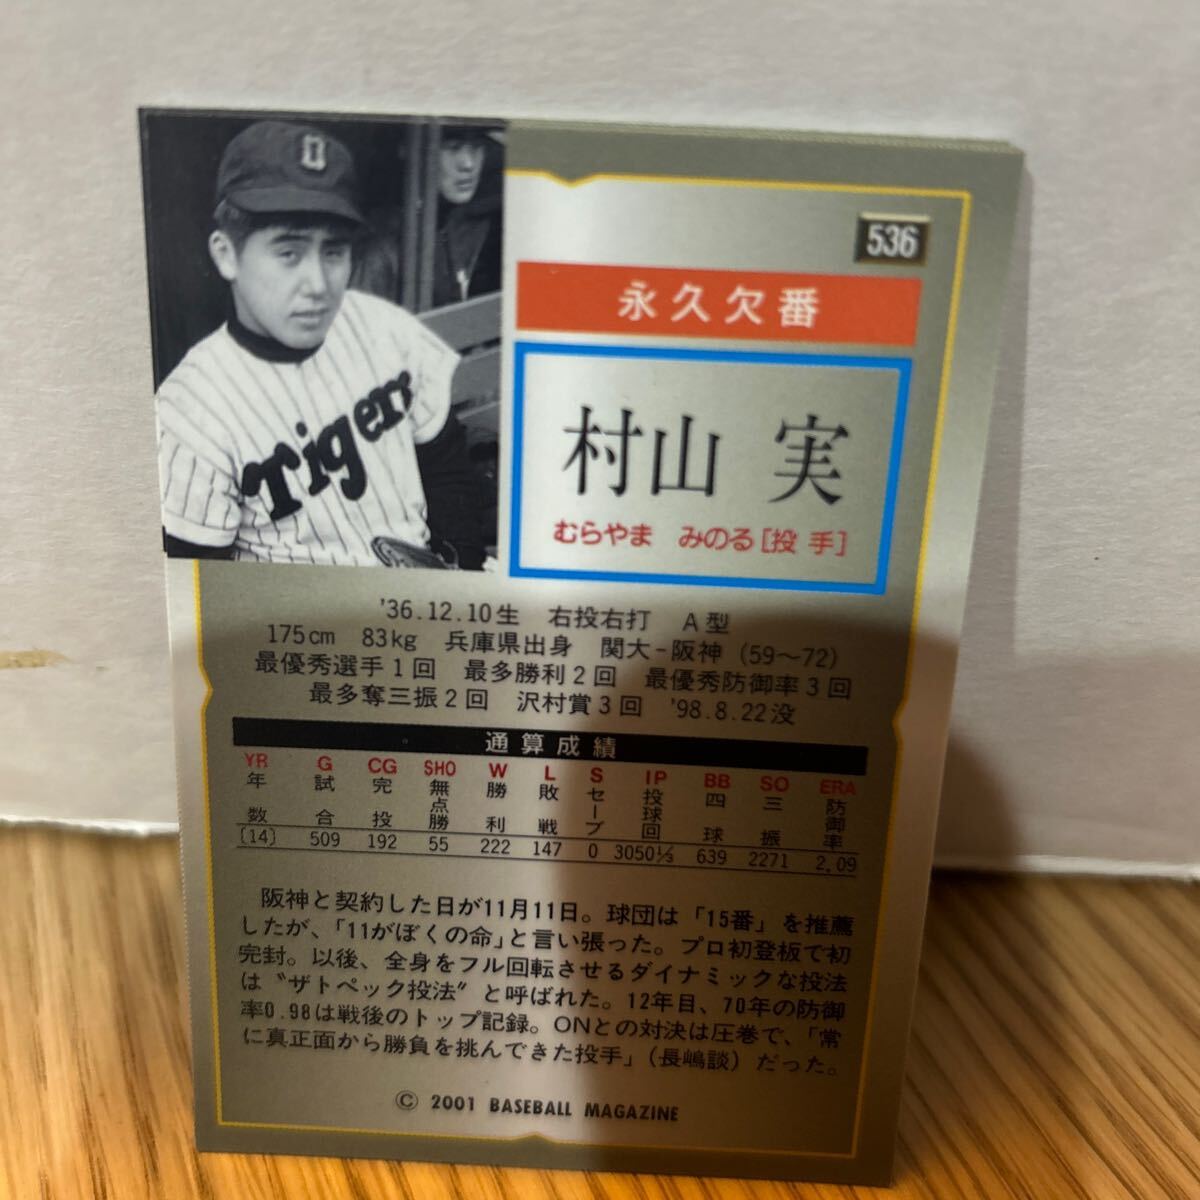 536
永久欠番
Tigers
村山 実
むらやま みのる[投手]
'36.12.10生 右投右打 A型
175cm 83kg 兵庫県出身 関大-阪神 (59〜72)
最優秀選手1回 最多勝利2回 最優秀防御率3回
最多奪三振2回 沢村賞3回 '98.8.22没
通算成績
YR G CG SHO W L S IP BB SO ERA
年数 試合 完投 無点勝 勝利 敗戦 セーブ 投球回 四球 三振 防御率
〔14〕 509 192 55 222 147 0 3050⅓ 639 2271 2,09
阪神と契約した日が11月11日。球団は「15番」を推薦
したが、「11がぼくの命」と言い張った。プロ初登板で初
完封。以後、全身をフル回転させるダイナミックな投法
は〝ザトペック投法〟と呼ばれた。12年目、70年の防御
率0.98は戦後のトップ記録。ONとの対決は圧巻で、「常
に真正面から勝負を挑んできた投手」(長嶋談)だった。
© 2001 BASEBALL MAGAZINE